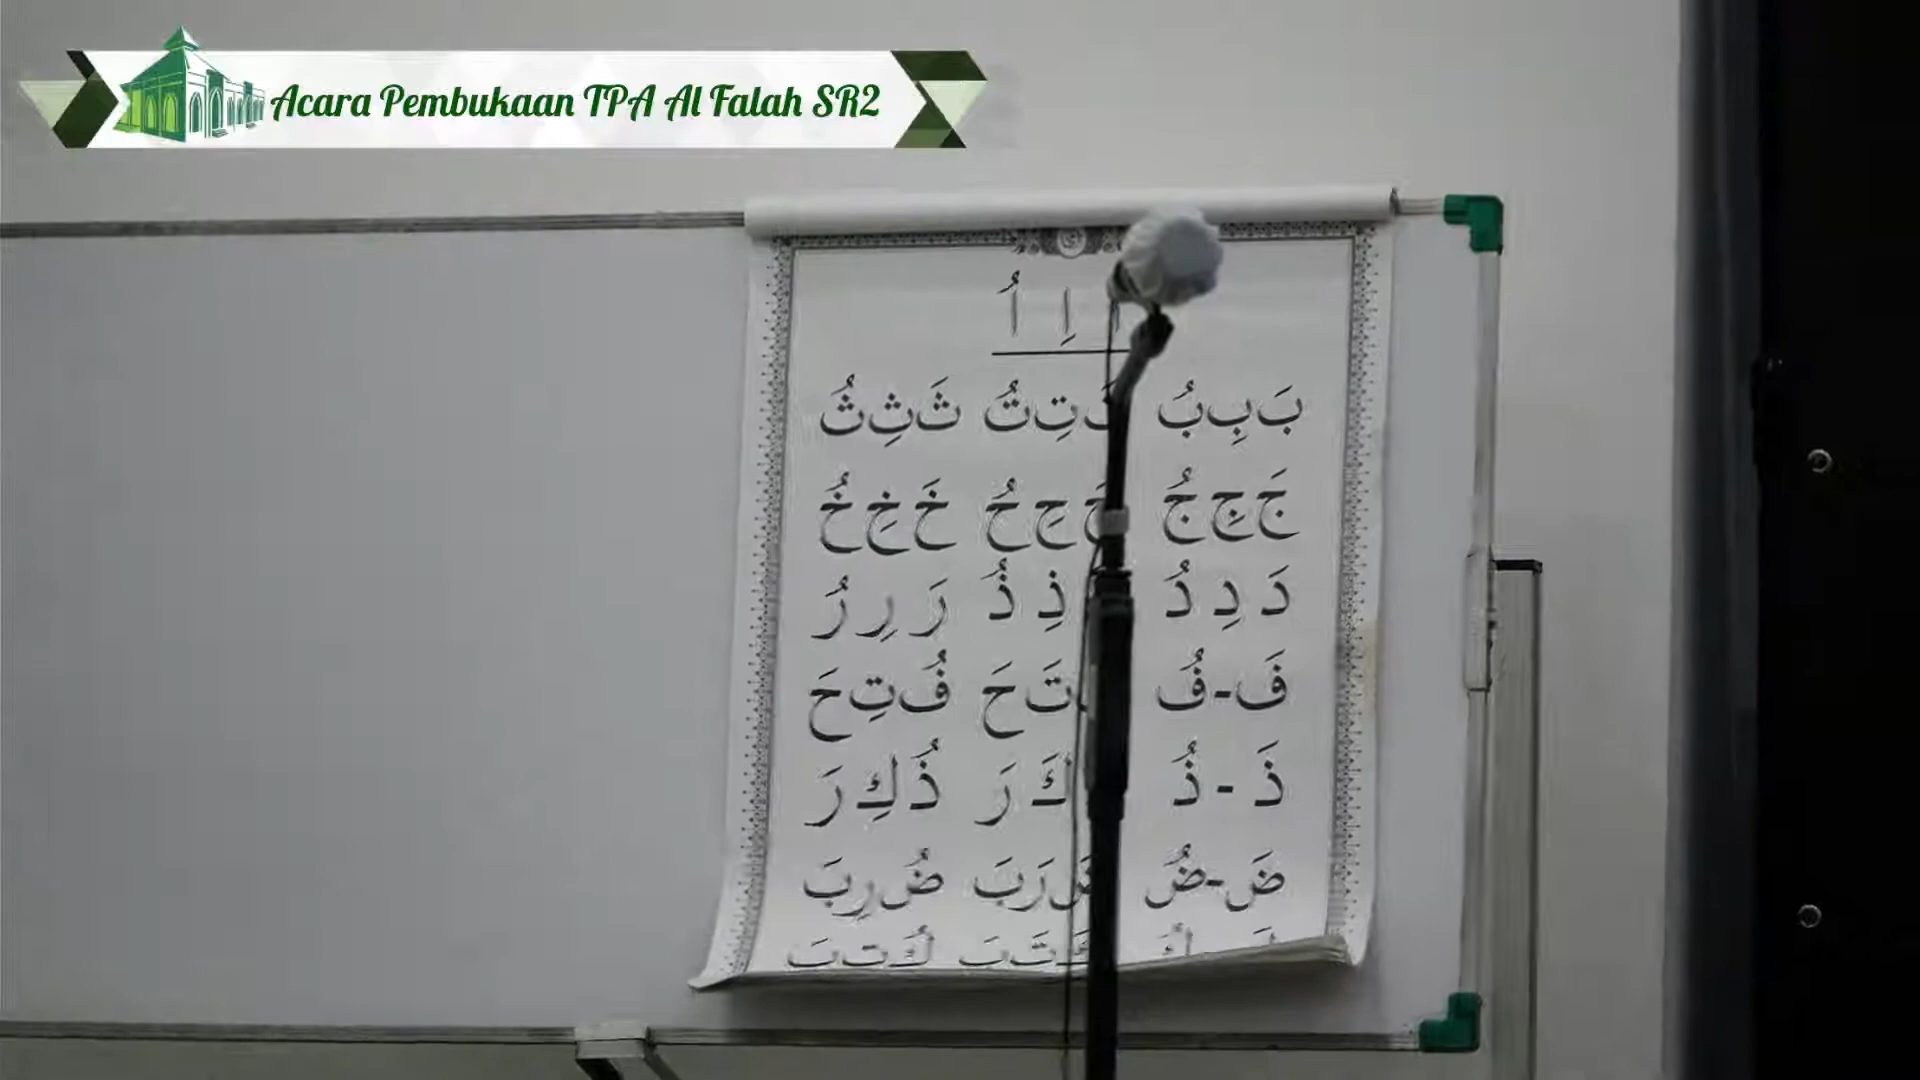 Acara Pembukaan TPA Al Falah SR2
اِ اُ
بَ بِ بُ تِ تُ ثَ ثِ ثُ
جَ جِ جُ حَ حِ حُ خَ خِ خُ
دَ دِ دُ ذِ ذُ رَ رِ رُ
فَ - فُ تَحَ فُتِحَ
ذَ - ذُ كَرَ ذُكِرَ
ضَ - ضُ ضَرَبَ ضُرِبَ
كَتَبَ كُتِبَ